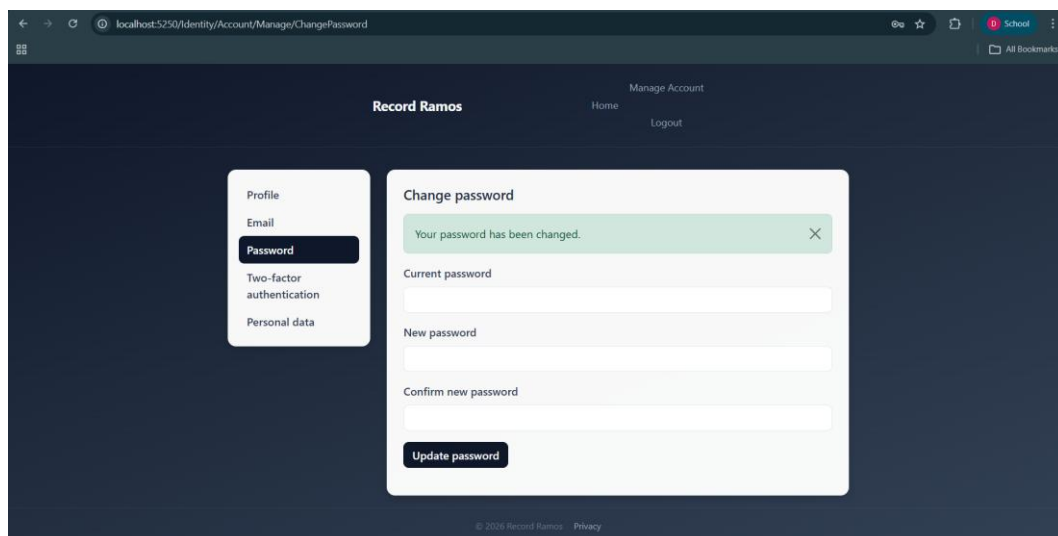 localhost:5250/Identity/Account/Manage/ChangePassword
D School
All Bookmarks
Record Ramos
Manage Account
Home
Logout
Profile
Email
Password
Two-factor
authentication
Personal data
Change password
Your password has been changed.
Current password
New password
Confirm new password
Update password
© 2026 Record Ramos Privacy